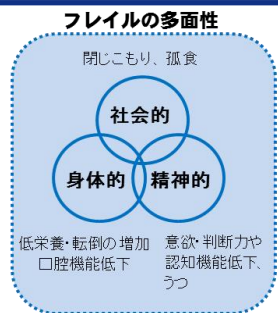 フレイルの多面性
閉じこもり、孤食
社会的
身体的 精神的
低栄養・転倒の増加
口腔機能低下
意欲・判断力や
認知機能低下、
うつ